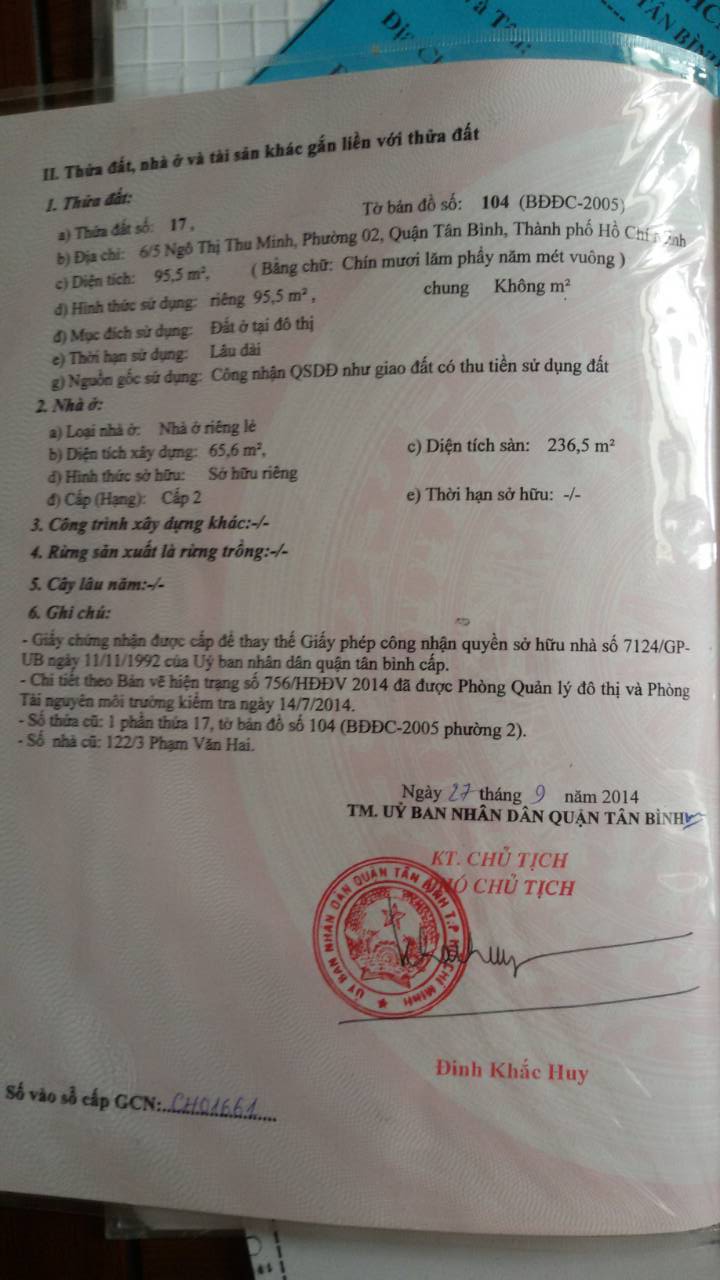 II. Thửa đất, nhà ở và tài sản khác gắn liền với thửa đất
1. Thửa đất:
a) Thửa đất số: 17, Tờ bản đồ số: 104 (BĐĐC-2005)
b) Địa chỉ: 6/5 Ngô Thị Thu Minh, Phường 02, Quận Tân Bình, Thành phố Hồ Chí Minh
c) Diện tích: 95,5 m², ( Bằng chữ: Chín mươi lăm phẩy năm mét vuông )
d) Hình thức sử dụng: riêng 95,5 m², chung Không m²
đ) Mục đích sử dụng: Đất ở tại đô thị
e) Thời hạn sử dụng: Lâu dài
g) Nguồn gốc sử dụng: Công nhận QSDĐ như giao đất có thu tiền sử dụng đất
2. Nhà ở:
a) Loại nhà ở: Nhà ở riêng lẻ
b) Diện tích xây dựng: 65,6 m², c) Diện tích sàn: 236,5 m²
d) Hình thức sở hữu: Sở hữu riêng
đ) Cấp (Hạng): Cấp 2 e) Thời hạn sở hữu: -/-
3. Công trình xây dựng khác:-/-
4. Rừng sản xuất là rừng trồng:-/-
5. Cây lâu năm:-/-
6. Ghi chú:
- Giấy chứng nhận được cấp để thay thế Giấy phép công nhận quyền sở hữu nhà số 7124/GP-
UB ngày 11/11/1992 của Uỷ ban nhân dân quận tân bình cấp.
- Chi tiết theo Bản vẽ hiện trạng số 756/HĐĐV 2014 đã được Phòng Quản lý đô thị và Phòng
Tài nguyên môi trường kiểm tra ngày 14/7/2014.
- Số thửa cũ: 1 phần thửa 17, tờ bản đồ số 104 (BĐĐC-2005 phường 2).
- Số nhà cũ: 122/3 Phạm Văn Hai.
Ngày 27 tháng 9 năm 2014
TM. UỶ BAN NHÂN DÂN QUẬN TÂN BÌNH
KT. CHỦ TỊCH
PHÓ CHỦ TỊCH
ỦY BAN NHÂN DÂN QUẬN TÂN BÌNH T.P HỒ CHÍ MINH
Đinh Khắc Huy
Số vào sổ cấp GCN: CH01661